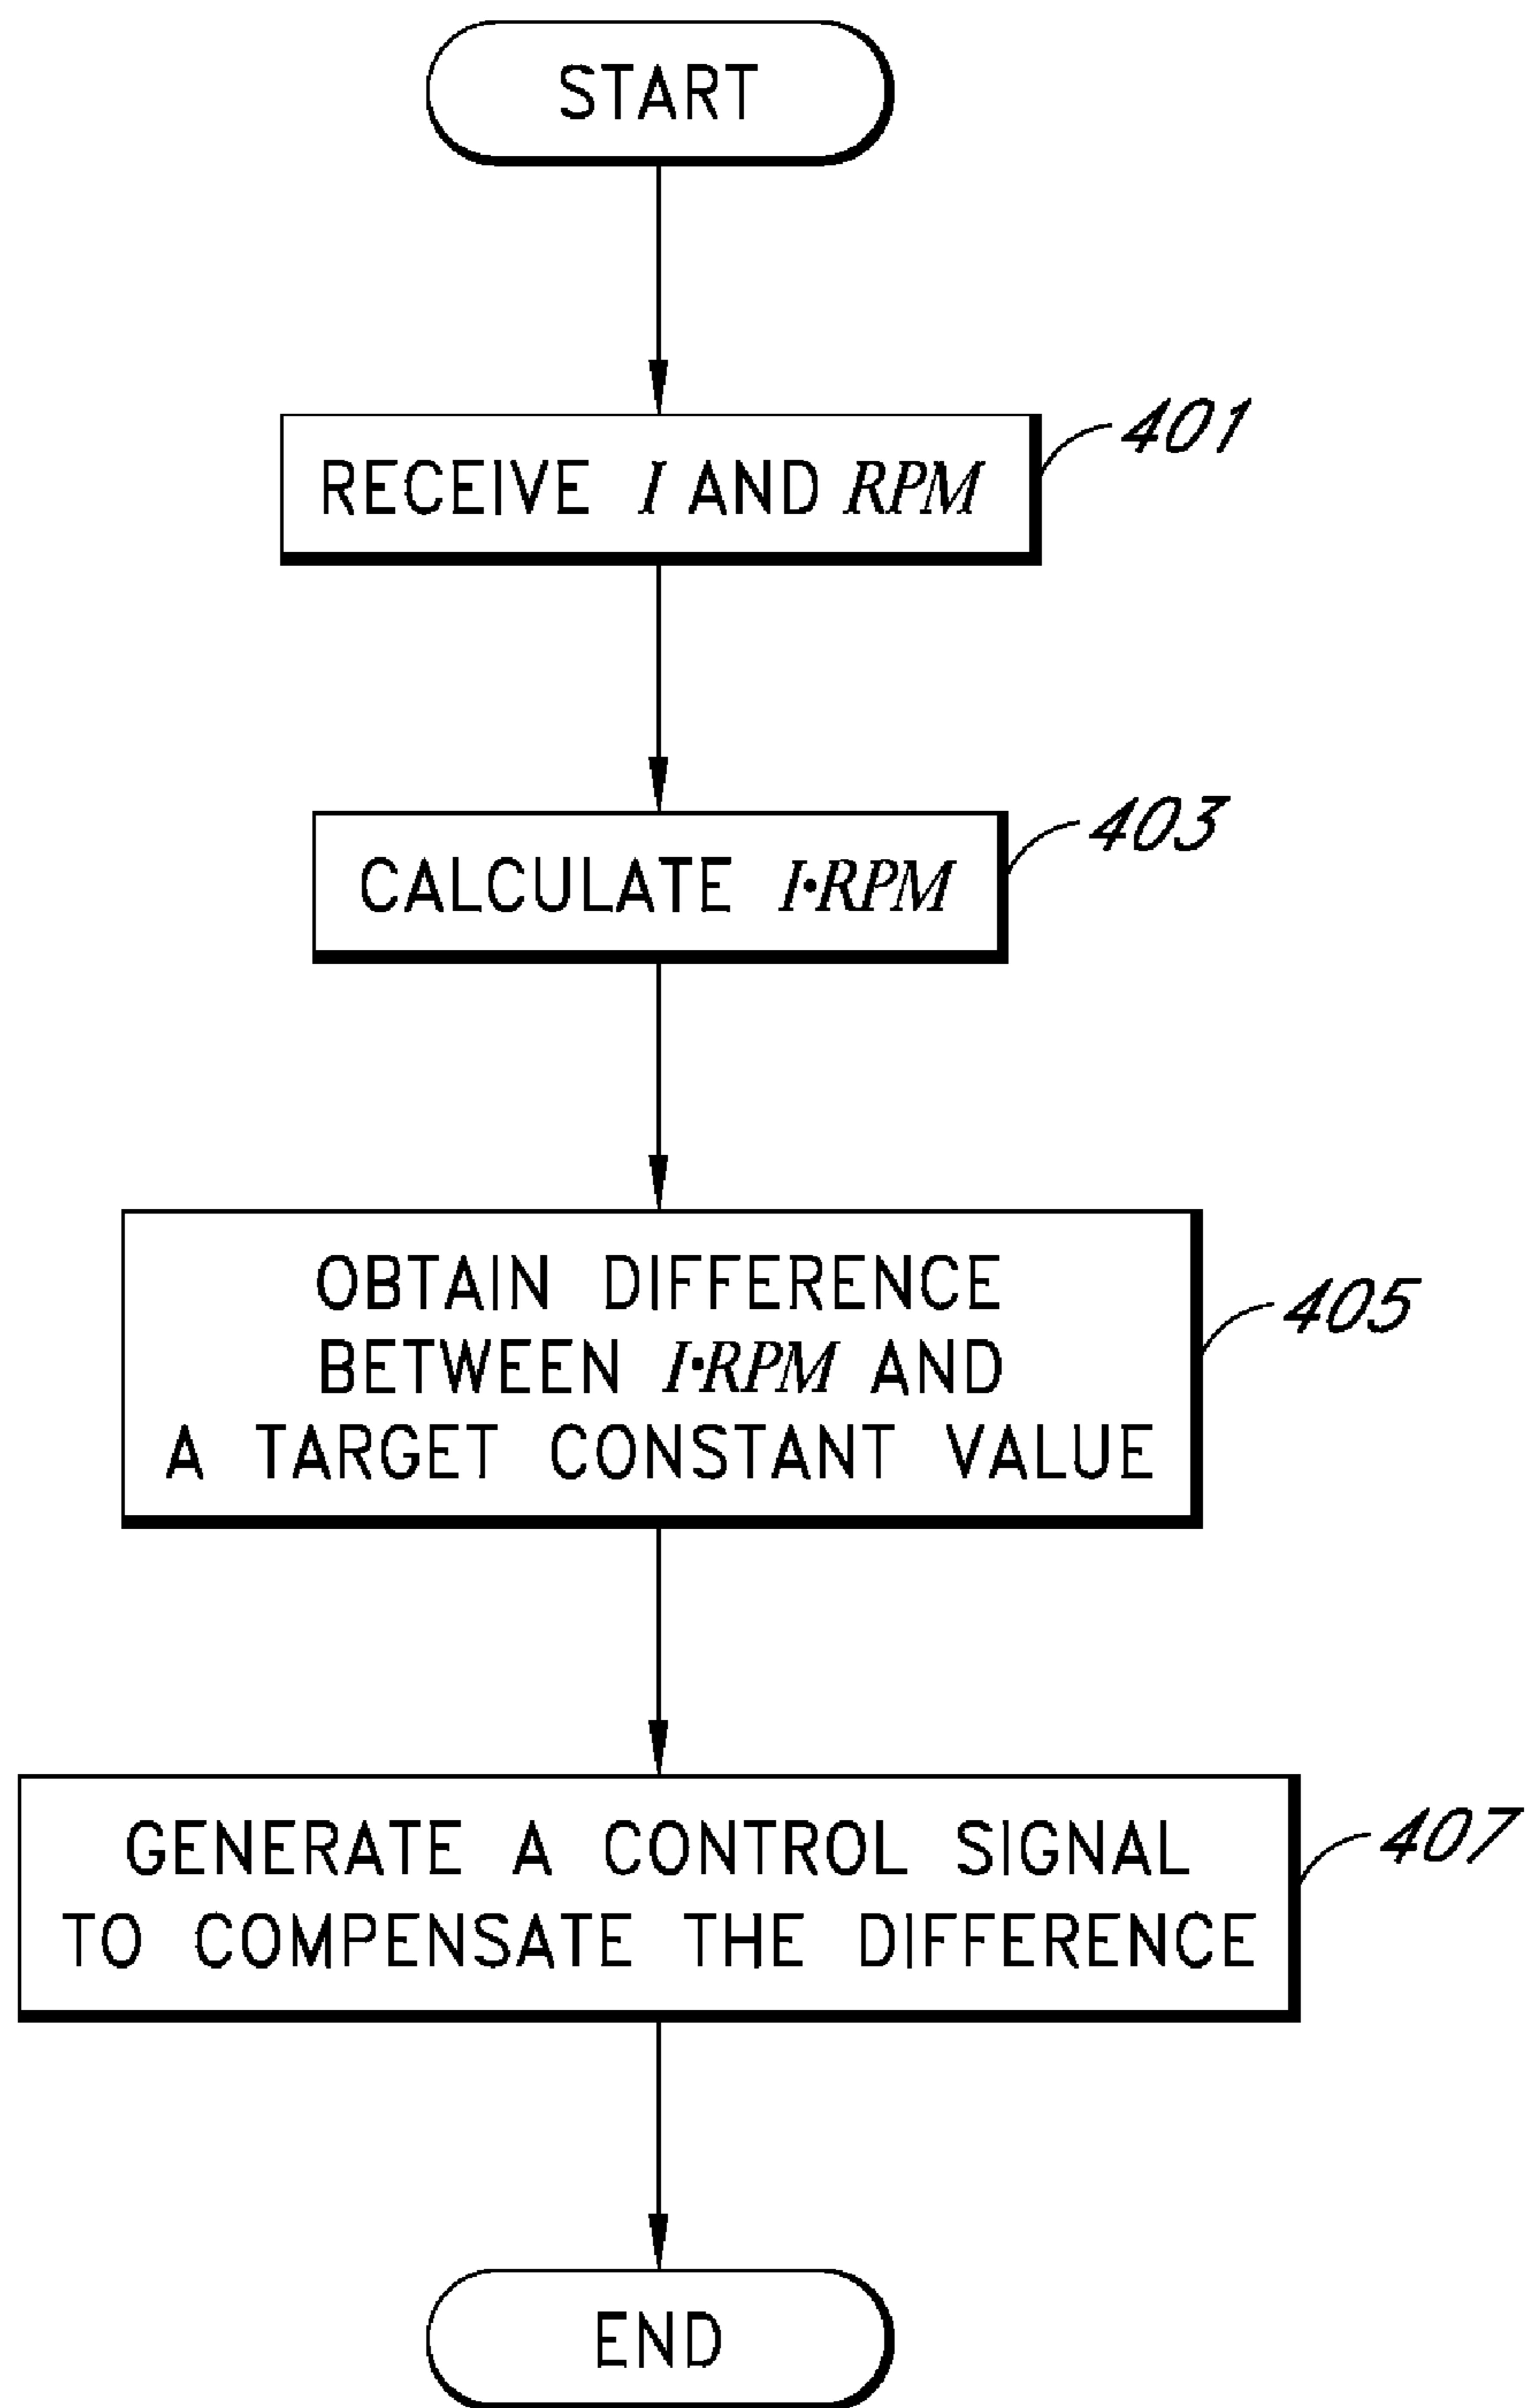 START
RECEIVE I AND RPM
401
CALCULATE I•RPM
403
OBTAIN DIFFERENCE
BETWEEN I•RPM AND
A TARGET CONSTANT VALUE
405
GENERATE A CONTROL SIGNAL
TO COMPENSATE THE DIFFERENCE
407
END